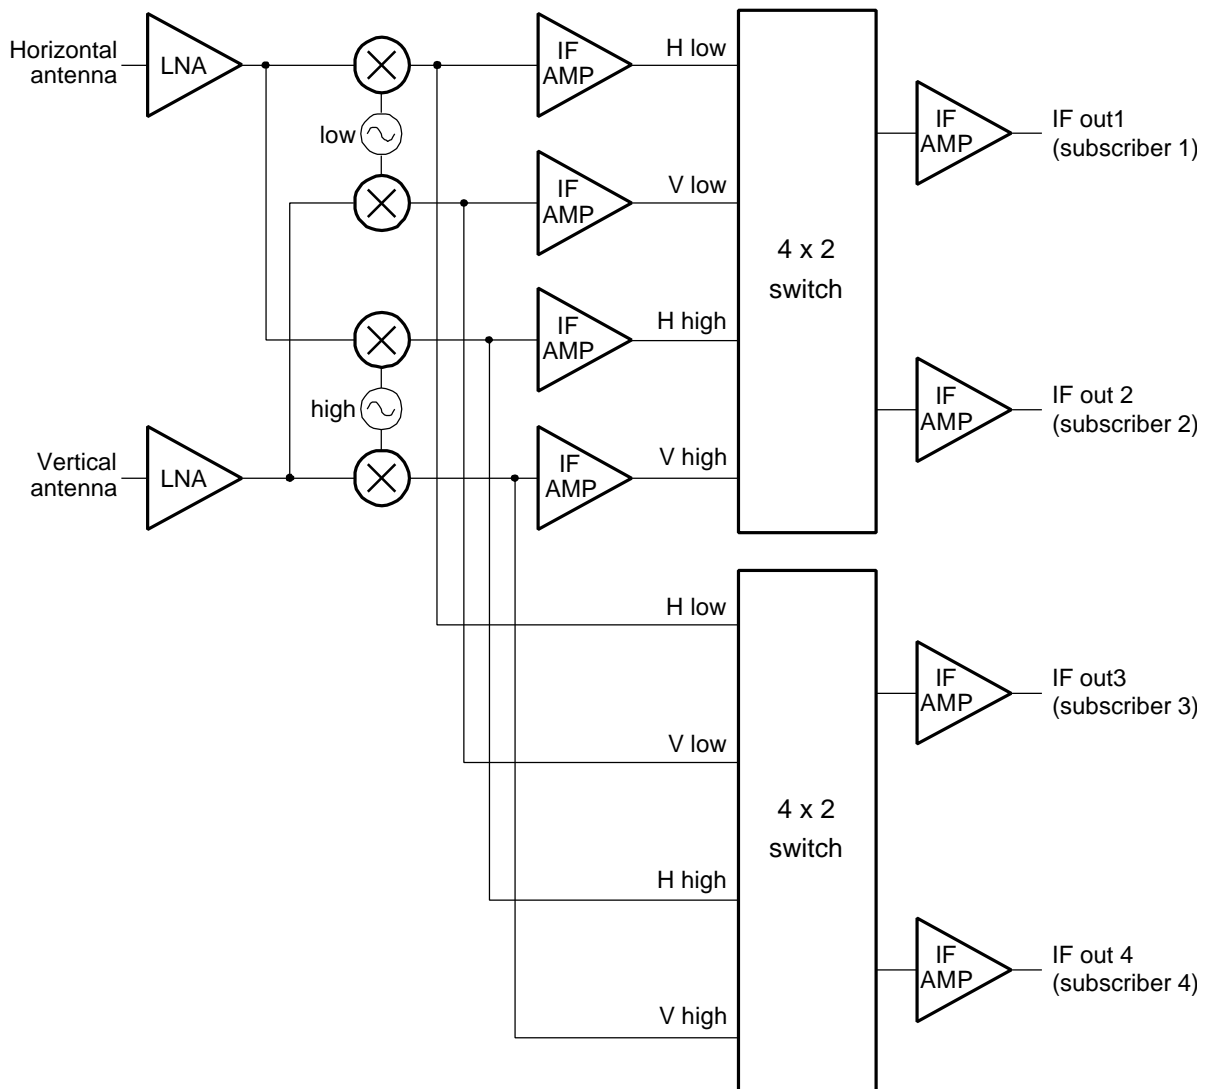 Horizontal
antenna
LNA
low
IF
AMP
H low
IF
AMP
V low
IF
AMP
H high
high
Vertical
antenna
LNA
IF
AMP
V high
4 x 2
switch
IF
AMP
IF out1
(subscriber 1)
IF
AMP
IF out 2
(subscriber 2)
H low
V low
H high
V high
4 x 2
switch
IF
AMP
IF out3
(subscriber 3)
IF
AMP
IF out 4
(subscriber 4)